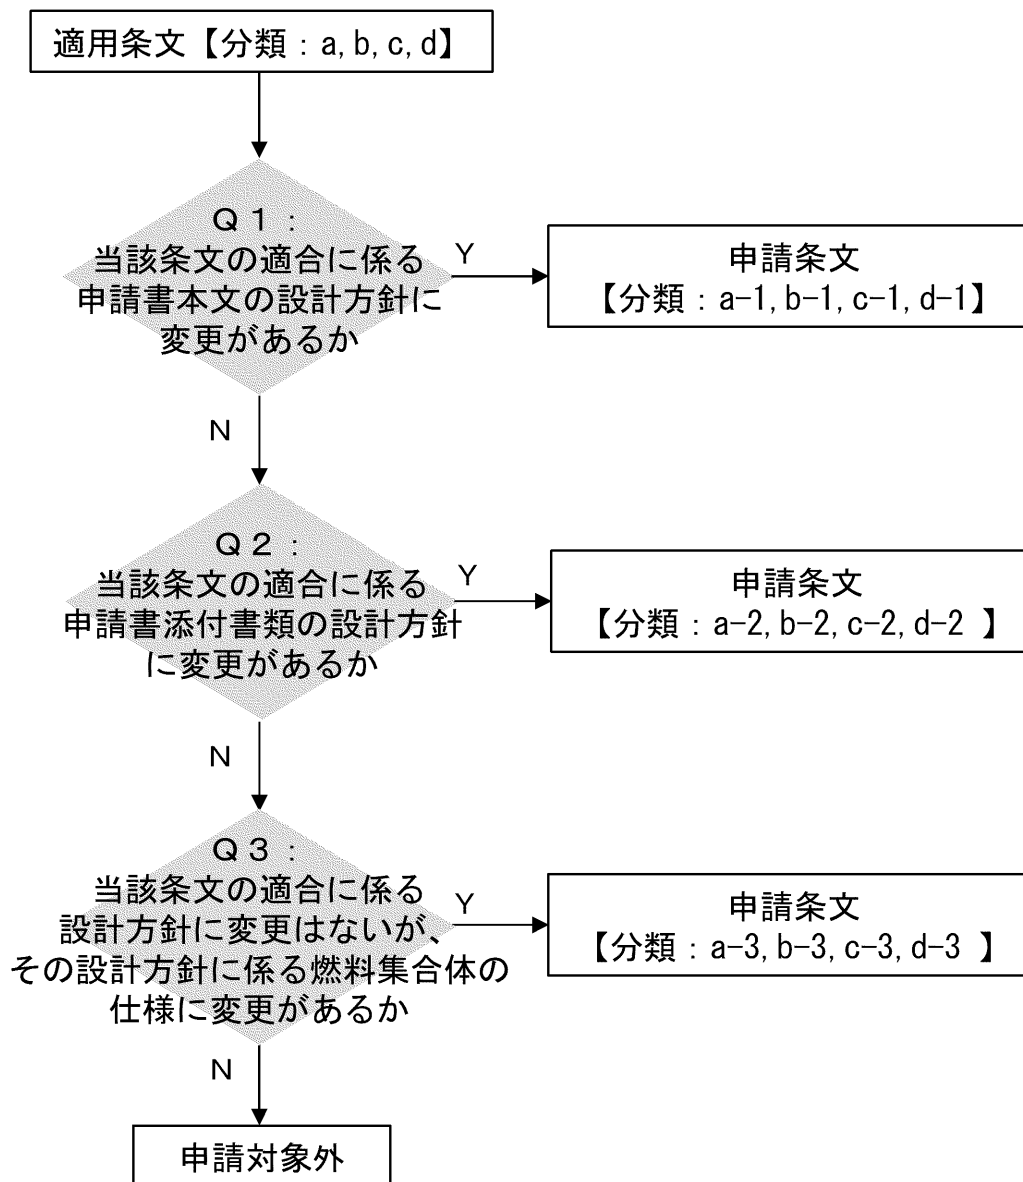 適用条文【分類：a,b,c,d】
Ｑ１：
当該条文の適合に係る
申請書本文の設計方針に
変更があるか
Y
申請条文
【分類：a-1,b-1,c-1,d-1】
N
Ｑ２：
当該条文の適合に係る
申請書添付書類の設計方針
に変更があるか
Y
申請条文
【分類：a-2,b-2,c-2,d-2 】
N
Ｑ３：
当該条文の適合に係る
設計方針に変更はないが、
その設計方針に係る燃料集合体の
仕様に変更があるか
Y
申請条文
【分類：a-3,b-3,c-3,d-3 】
N
申請対象外